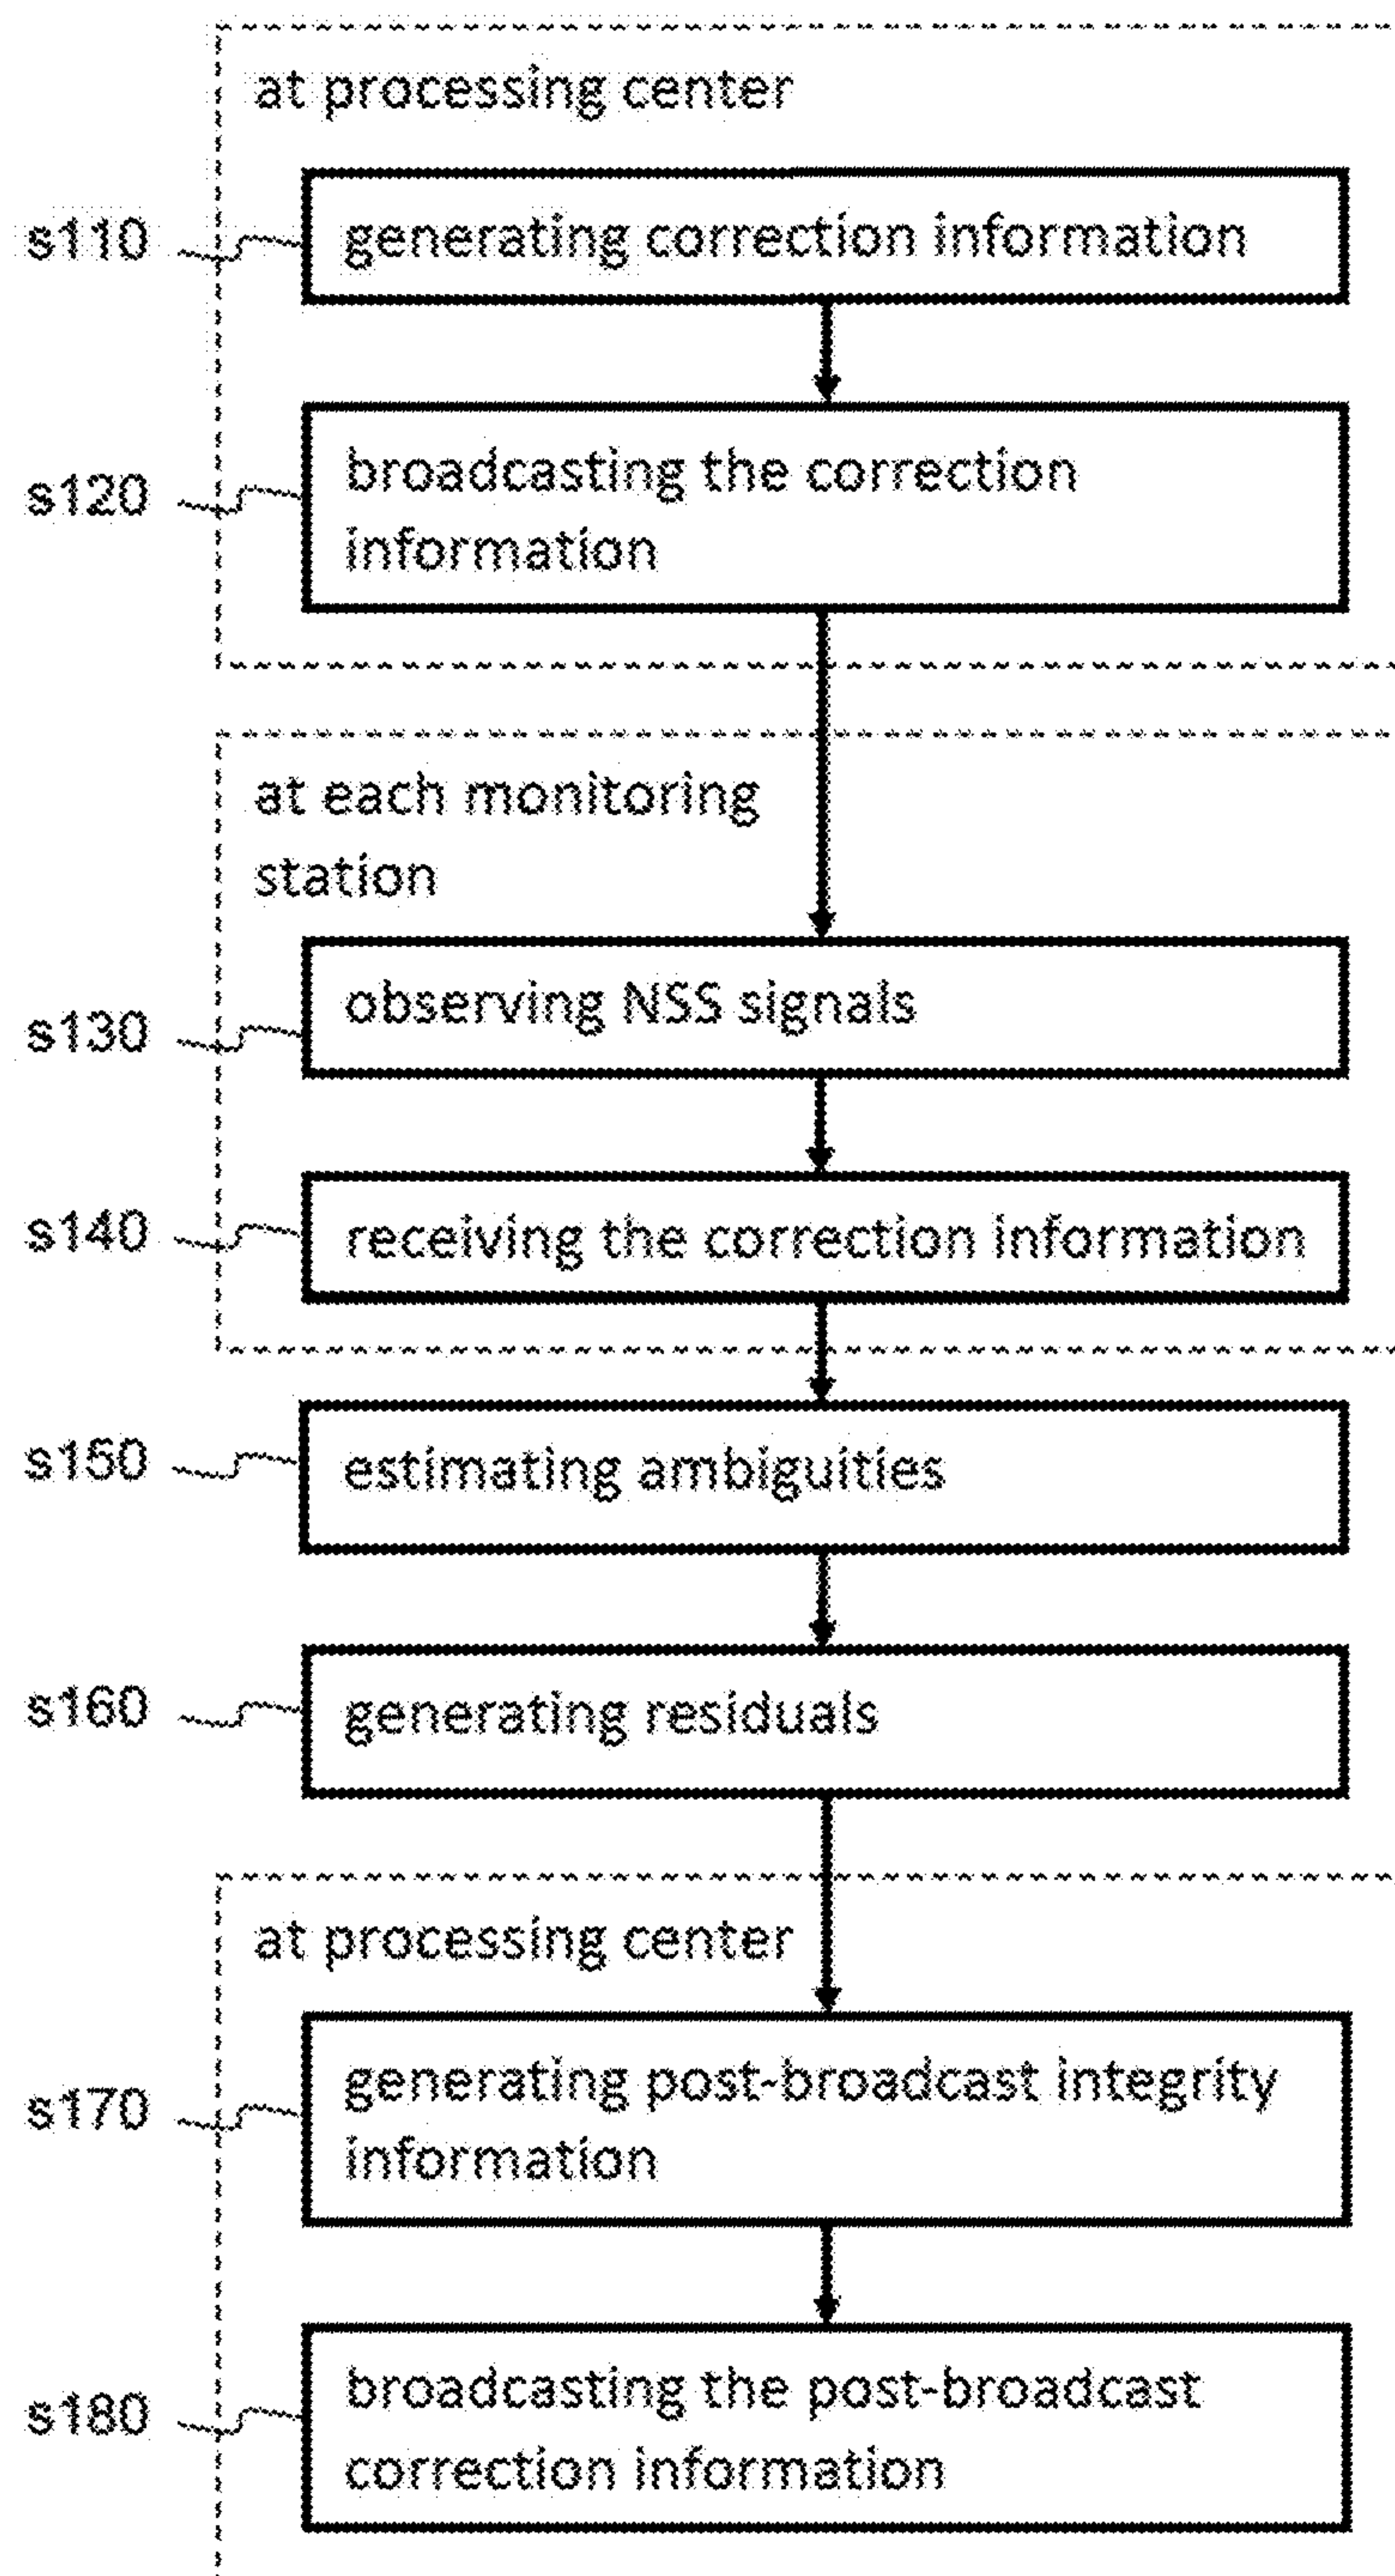 at processing center
s110
generating correction information
s120
broadcasting the correction
information
at each monitoring
station
s130
observing NSS signals
s140
receiving the correction information
s150
estimating ambiguities
s160
generating residuals
at processing center
s170
generating post-broadcast integrity
information
s180
broadcasting the post-broadcast
correction information